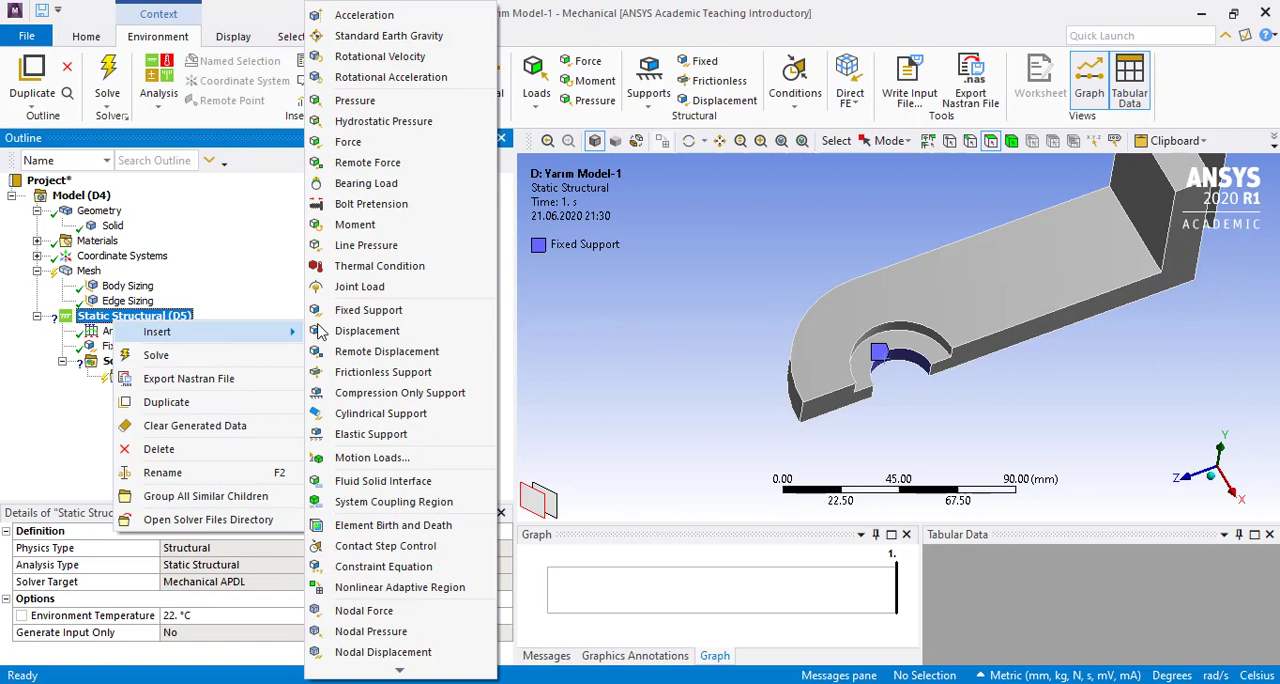 Context
Yarım Model-1 - Mechanical [ANSYS Academic Teaching Introductory]
File
Home
Environment
Display
Quick Launch
Duplicate
Outline
Solve
Solver
Analysis
Named Selection
Coordinate System
Remote Point
Loads
Force
Moment
Pressure
Supports
Fixed
Frictionless
Displacement
Structural
Conditions
Direct
FE
Write Input
File...
Export
Nastran File
Tools
Worksheet
Graph
Tabular
Data
Views
Outline
Name
Search Outline
Project*
Model (D4)
Geometry
Solid
Materials
Coordinate Systems
Mesh
Body Sizing
Edge Sizing
Static Structural (D5)
Insert
Solve
Export Nastran File
Duplicate
Clear Generated Data
Delete
Rename F2
Group All Similar Children
Open Solver Files Directory
Acceleration
Standard Earth Gravity
Rotational Velocity
Rotational Acceleration
Pressure
Hydrostatic Pressure
Force
Remote Force
Bearing Load
Bolt Pretension
Moment
Line Pressure
Thermal Condition
Joint Load
Fixed Support
Displacement
Remote Displacement
Frictionless Support
Compression Only Support
Cylindrical Support
Elastic Support
Motion Loads...
Fluid Solid Interface
System Coupling Region
Element Birth and Death
Contact Step Control
Constraint Equation
Nonlinear Adaptive Region
Nodal Force
Nodal Pressure
Nodal Displacement
Select
Mode
Clipboard
D: Yarım Model-1
Static Structural
Time: 1. s
21.06.2020 21:30
Fixed Support
ANSYS
2020 R1
ACADEMIC
0.00 45.00 90.00 (mm)
22.50 67.50
Y
Z
X
Definition
Physics Type Structural
Analysis Type Static Structural
Solver Target Mechanical APDL
Options
Environment Temperature 22. °C
Generate Input Only No
Graph
1.
Messages Graphics Annotations Graph
Tabular Data
Ready
Messages pane No Selection Metric (mm, kg, N, s, mV, mA) Degrees rad/s Celsius